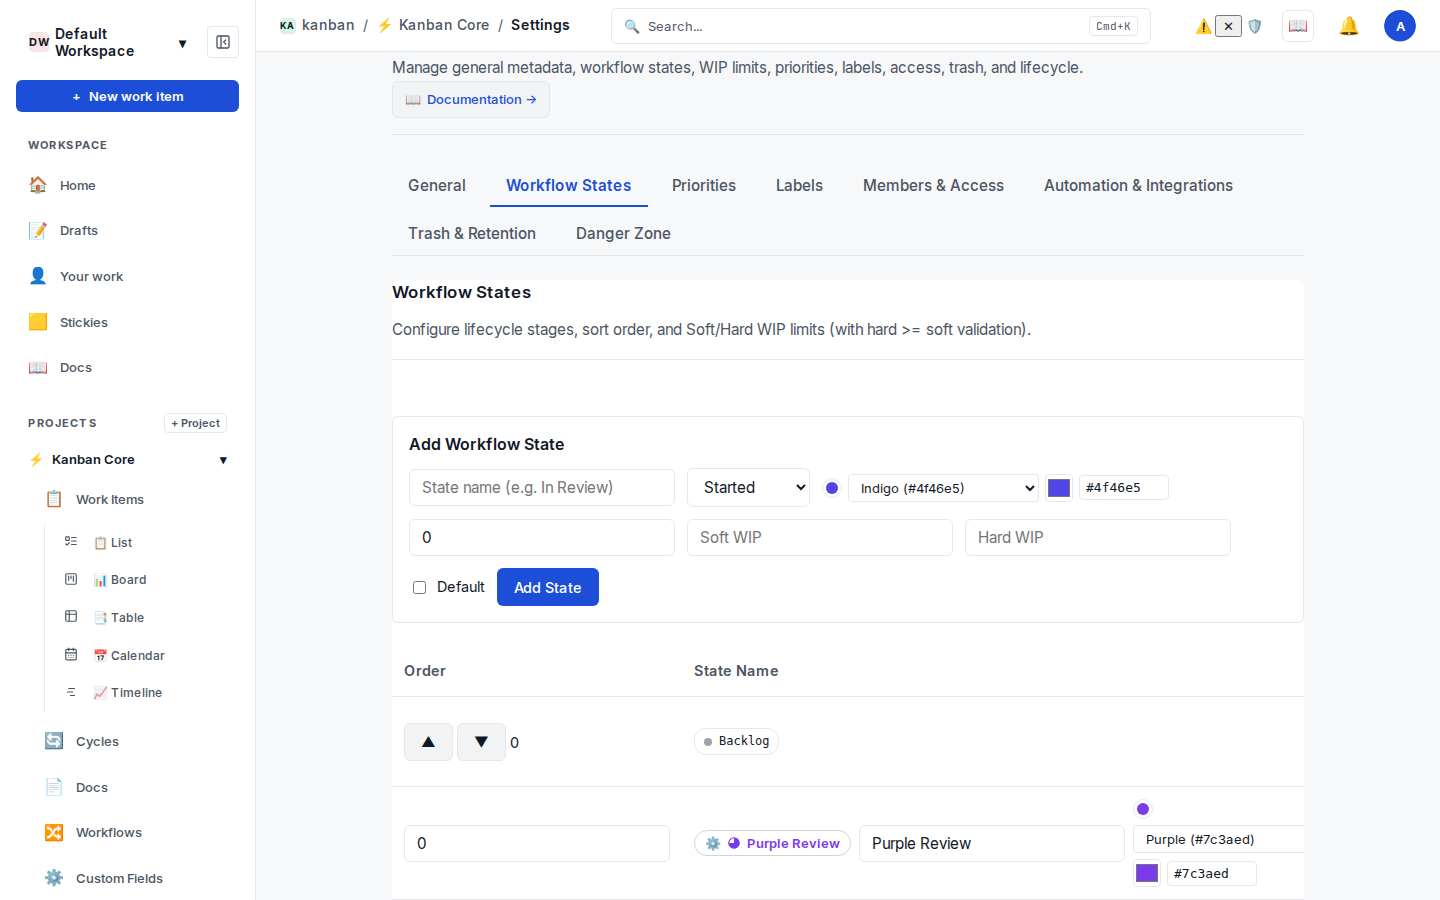 DW Default Workspace ▼
+ New work item
WORKSPACE
Home
Drafts
Your work
Stickies
Docs
PROJECTS + Project
Kanban Core ▼
Work Items
List
Board
Table
Calendar
Timeline
Cycles
Docs
Workflows
Custom Fields
KA kanban / ⚡ Kanban Core / Settings
Search...
Cmd+K
✕
A
Manage general metadata, workflow states, WIP limits, priorities, labels, access, trash, and lifecycle.
Documentation →
General Workflow States Priorities Labels Members & Access Automation & Integrations
Trash & Retention Danger Zone
Workflow States
Configure lifecycle stages, sort order, and Soft/Hard WIP limits (with hard >= soft validation).
Add Workflow State
State name (e.g. In Review) Started Indigo (#4f46e5) #4f46e5
0 Soft WIP Hard WIP
Default Add State
Order State Name
▲ ▼ 0 Backlog
0 Purple Review Purple Review Purple (#7c3aed)
#7c3aed